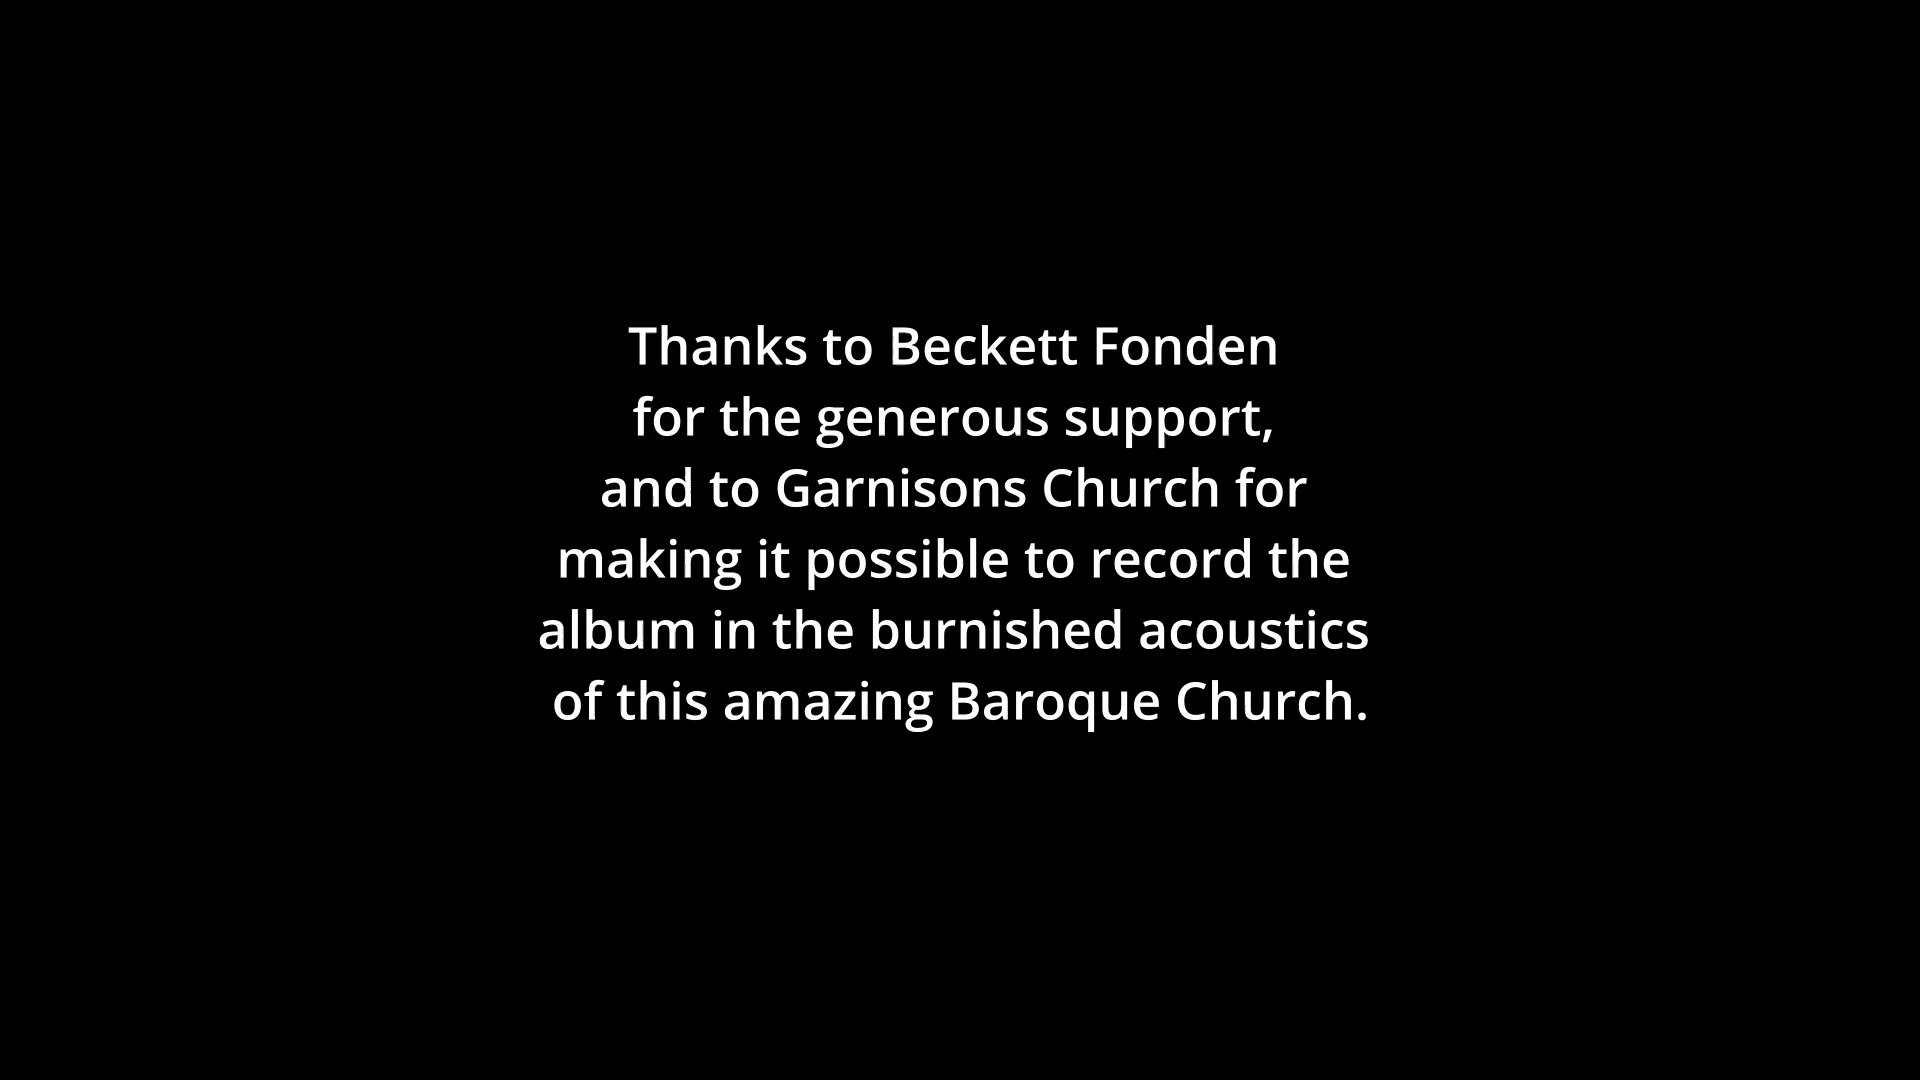 Thanks to Beckett Fonden
for the generous support,
and to Garnisons Church for
making it possible to record the
album in the burnished acoustics
of this amazing Baroque Church.